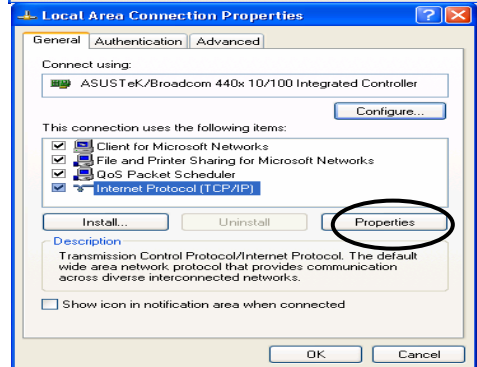 Local Area Connection Properties
General Authentication Advanced
Connect using:
ASUSTeK/Broadcom 440x 10/100 Integrated Controller
Configure...
This connection uses the following items:
Client for Microsoft Networks
File and Printer Sharing for Microsoft Networks
QoS Packet Scheduler
Internet Protocol (TCP/IP)
Install... Uninstall Properties
Description
Transmission Control Protocol/Internet Protocol. The default
wide area network protocol that provides communication
across diverse interconnected networks.
Show icon in notification area when connected
OK Cancel